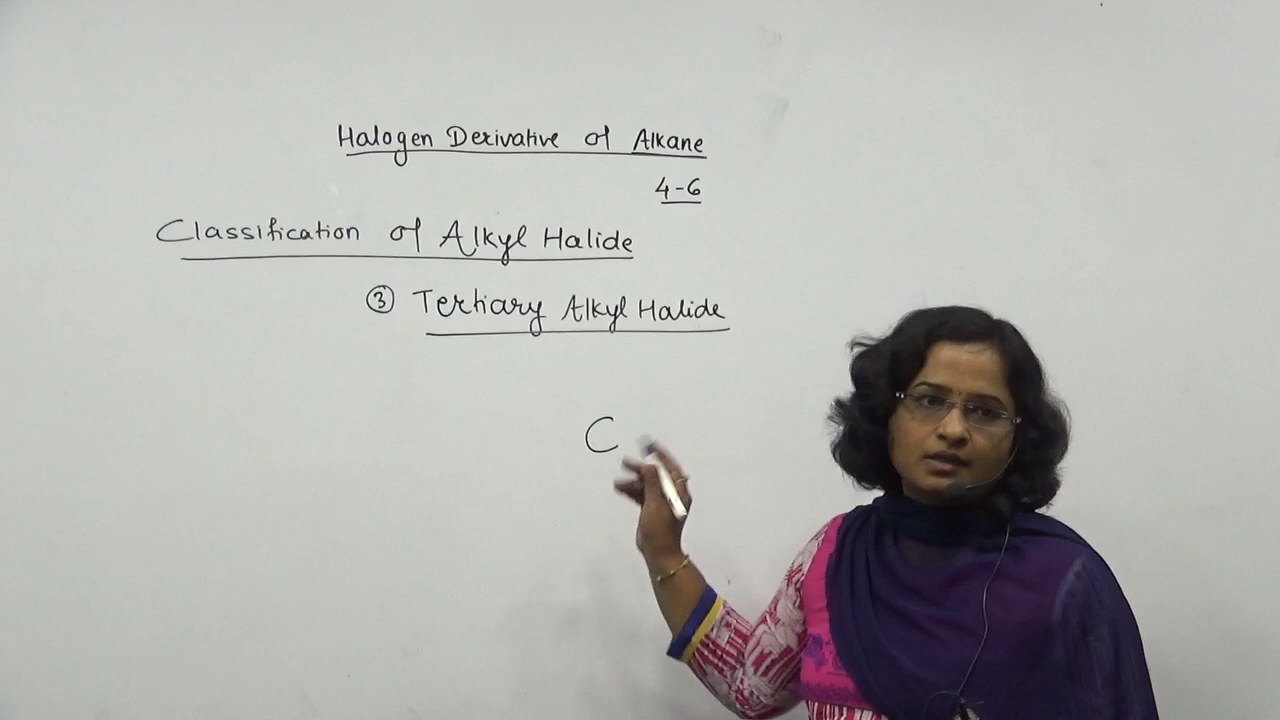 Halogen Derivative of Alkane
4-6
Classification of Alkyl Halide
③ Tertiary Alkyl Halide
C